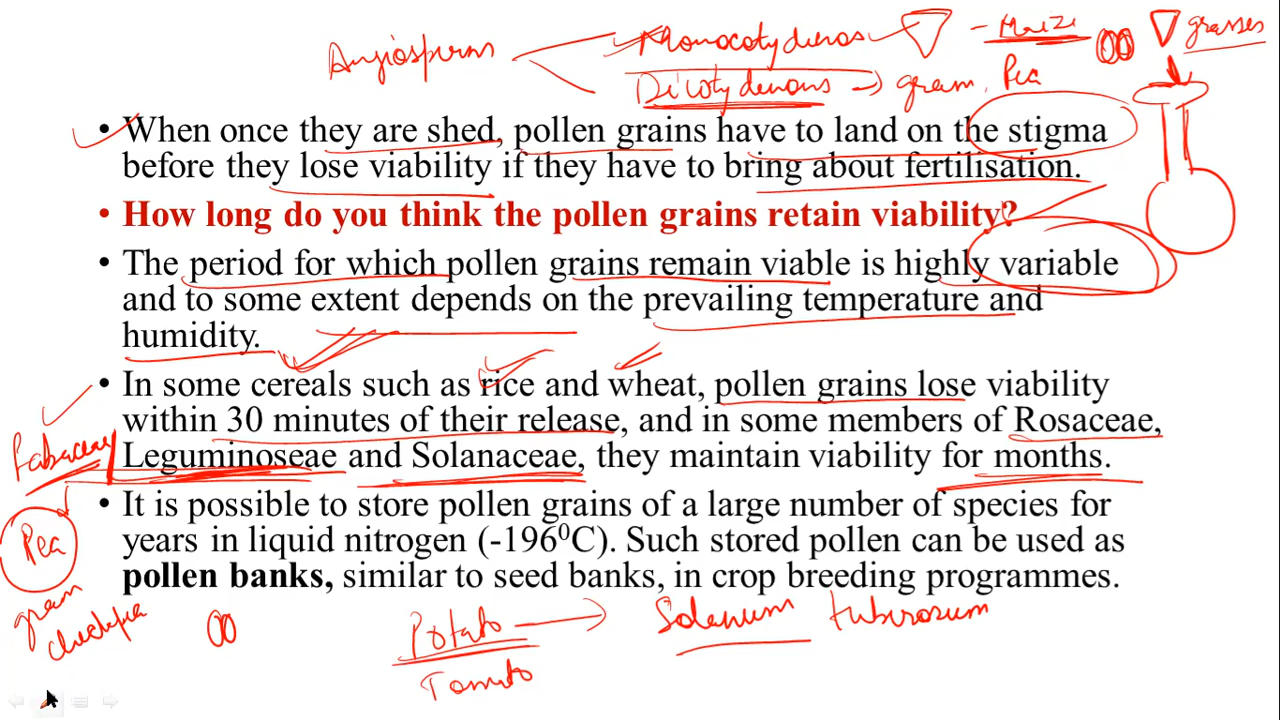 Angiosperms
Monocotydenos
- Maize
grasses
Dicotydenous → gram, Pea
• When once they are shed, pollen grains have to land on the stigma
before they lose viability if they have to bring about fertilisation.
• How long do you think the pollen grains retain viability?
• The period for which pollen grains remain viable is highly variable
and to some extent depends on the prevailing temperature and
humidity.
• In some cereals such as rice and wheat, pollen grains lose viability
within 30 minutes of their release, and in some members of Rosaceae,
Fabaceae
Leguminoseae and Solanaceae, they maintain viability for months.
• It is possible to store pollen grains of a large number of species for
Pea
years in liquid nitrogen (-196⁰C). Such stored pollen can be used as
pollen banks, similar to seed banks, in crop breeding programmes.
gram
chickpea
Potato → Solanum tuberosum
Tomato